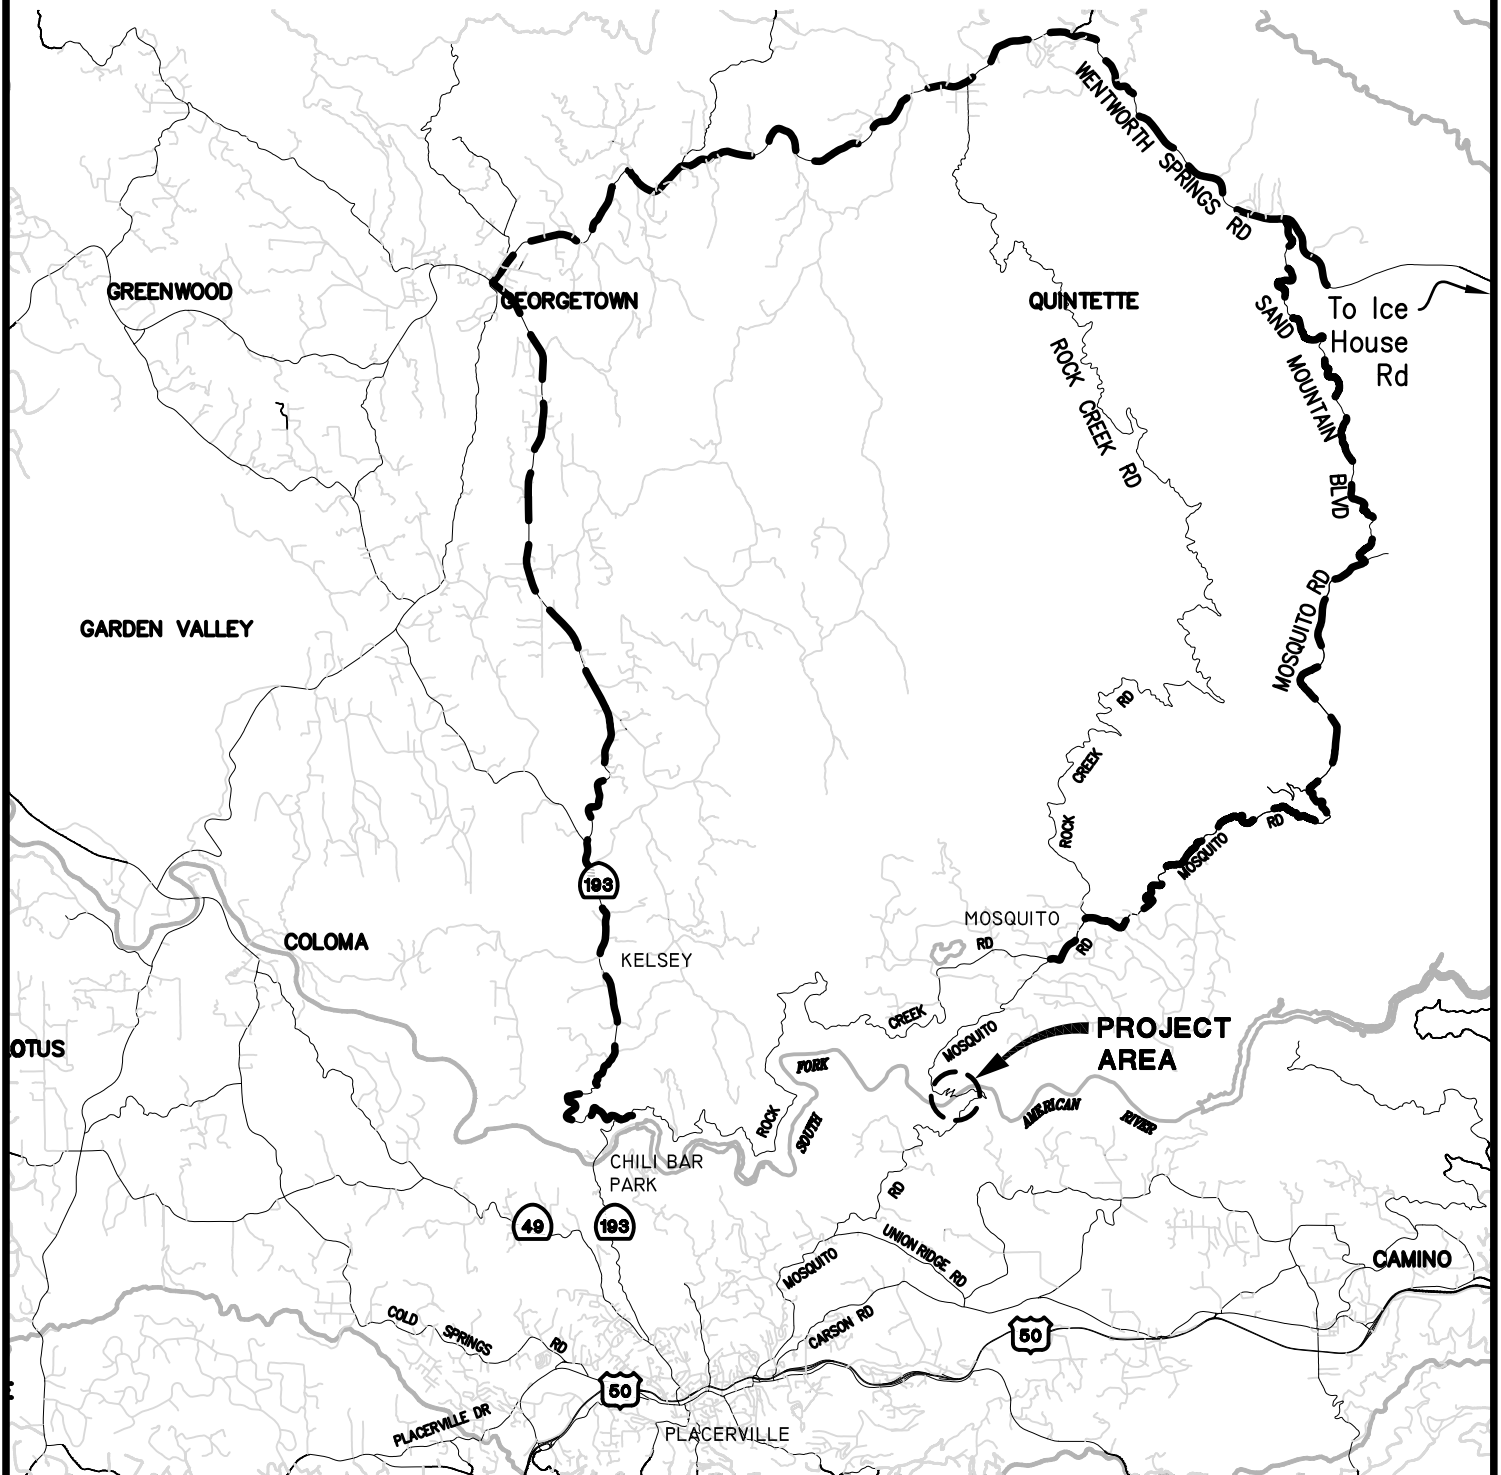 WENTWORTH SPRINGS RD
GREENWOOD
GEORGETOWN
QUINTETTE
To Ice
House
Rd
SAND MOUNTAIN BLVD
ROCK CREEK RD
MOSQUITO RD
GARDEN VALLEY
ROCK CREEK RD
MOSQUITO RD
193
MOSQUITO
RD
COLOMA
KELSEY
ROCK CREEK RD
MOSQUITO
PROJECT
AREA
OTUS
SOUTH FORK
AMERICAN RIVER
CHILI BAR
PARK
49
193
MOSQUITO RD
UNION RIDGE RD
CAMINO
COLD SPRINGS RD
CARSON RD
50
50
PLACERVILLE DR
PLACERVILLE